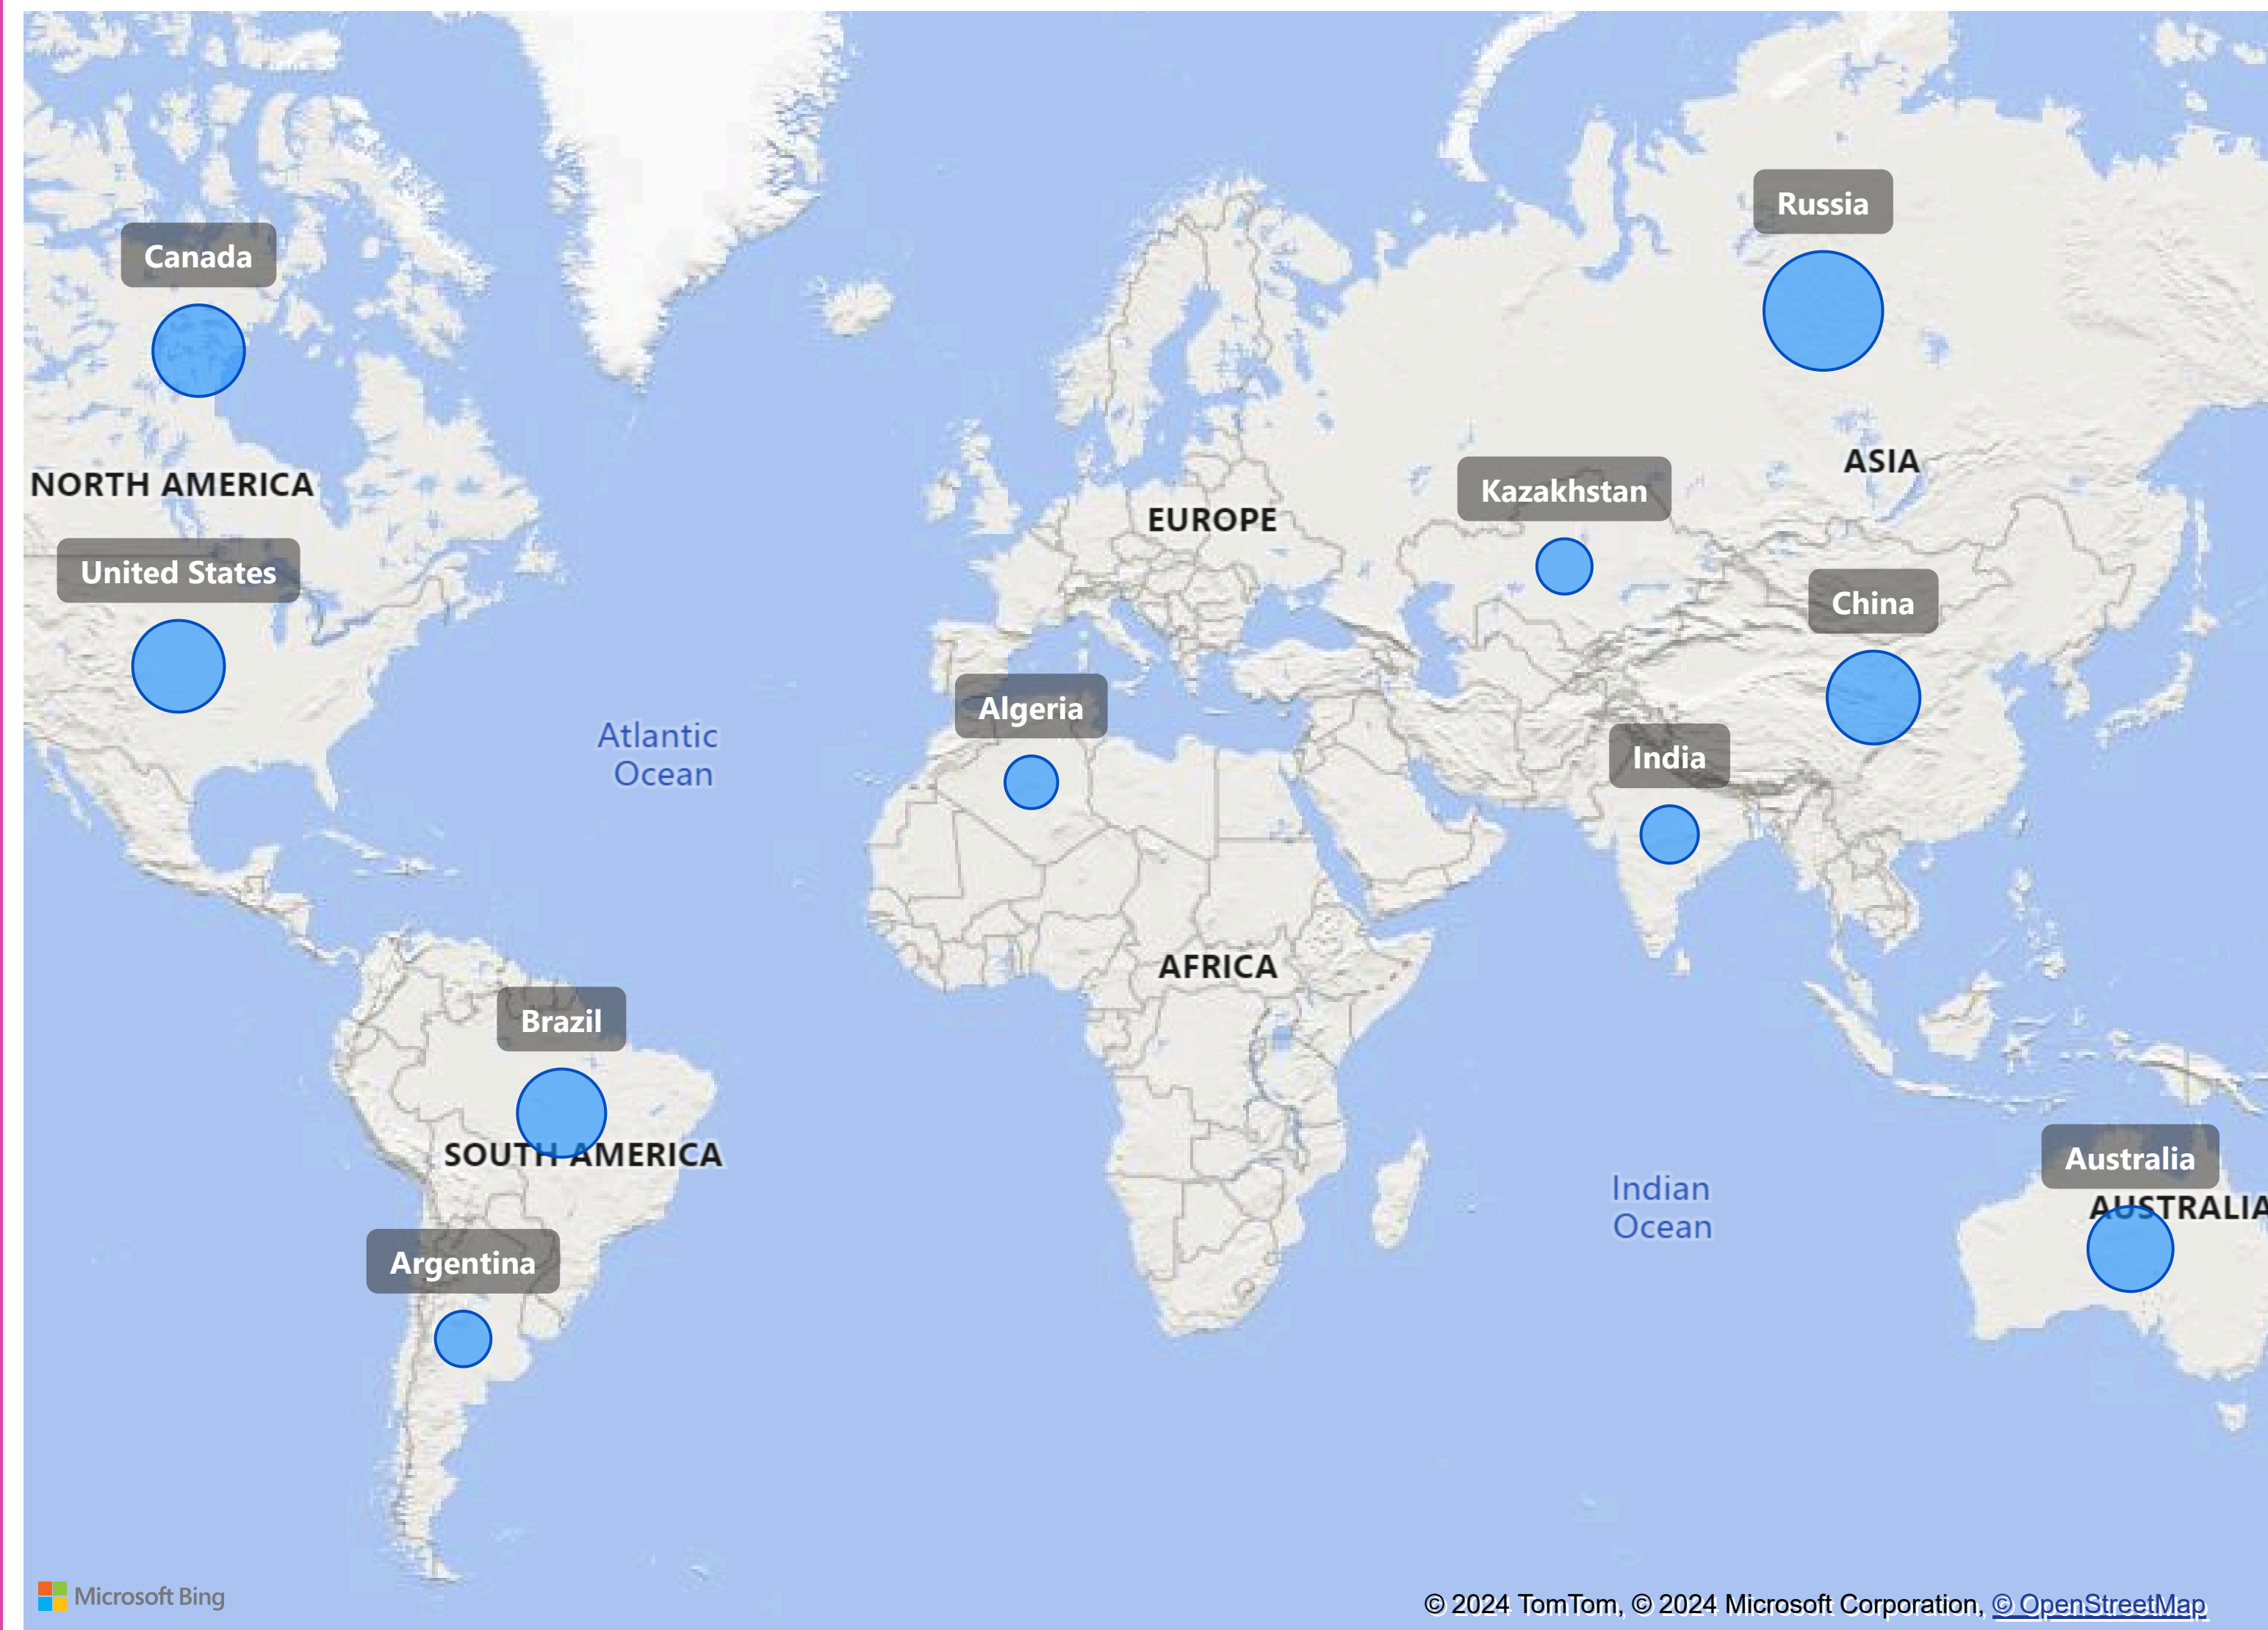 Russia
Canada
ASIA
NORTH AMERICA
Kazakhstan
EUROPE
United States
China
Algeria
Atlantic
Ocean
India
AFRICA
Brazil
SOUTH AMERICA
Australia
Indian
Ocean
AUSTRALIA
Argentina
Microsoft Bing
© 2024 TomTom, © 2024 Microsoft Corporation, © OpenStreetMap